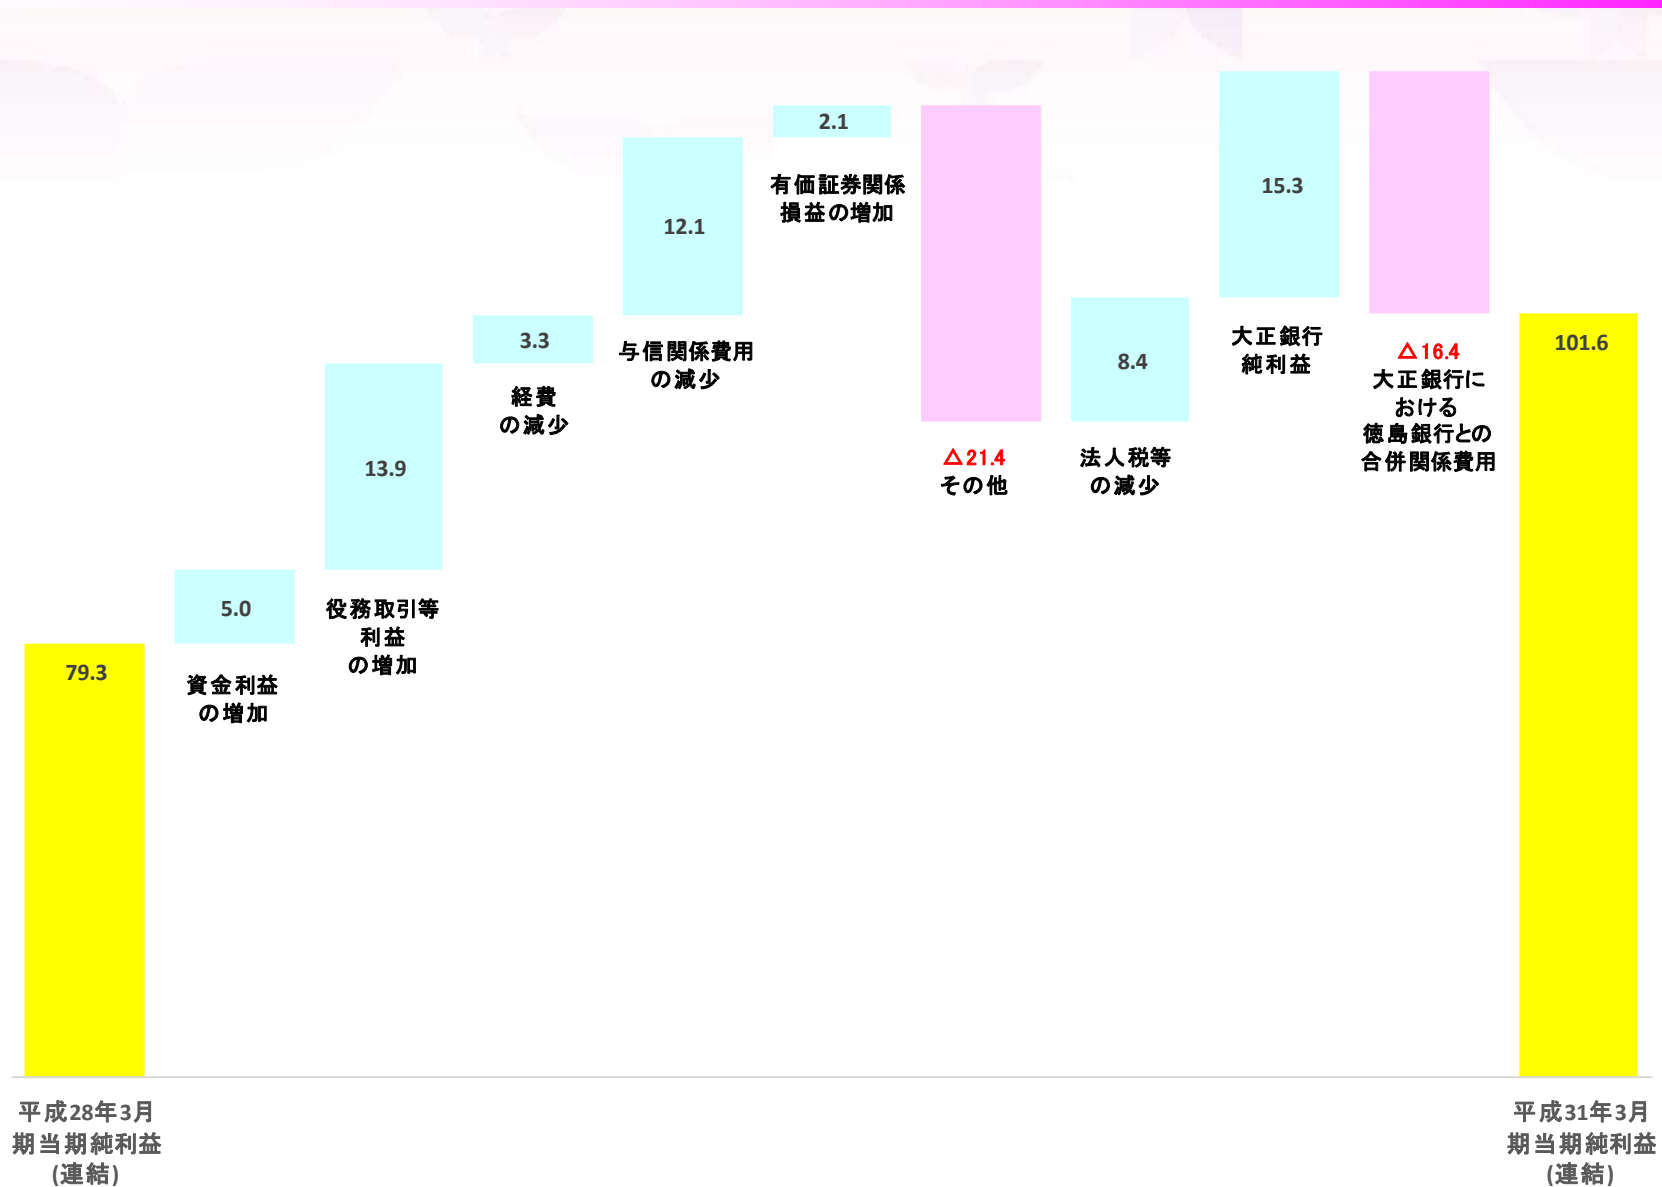 79.3
平成28年3月
期当期純利益
(連結)
5.0
資金利益
の増加
13.9
役務取引等
利益
の増加
3.3
経費
の減少
12.1
与信関係費用
の減少
2.1
有価証券関係
損益の増加
△21.4
その他
8.4
法人税等
の減少
15.3
大正銀行
純利益
△16.4
大正銀行に
おける
徳島銀行との
合併関係費用
101.6
平成31年3月
期当期純利益
(連結)